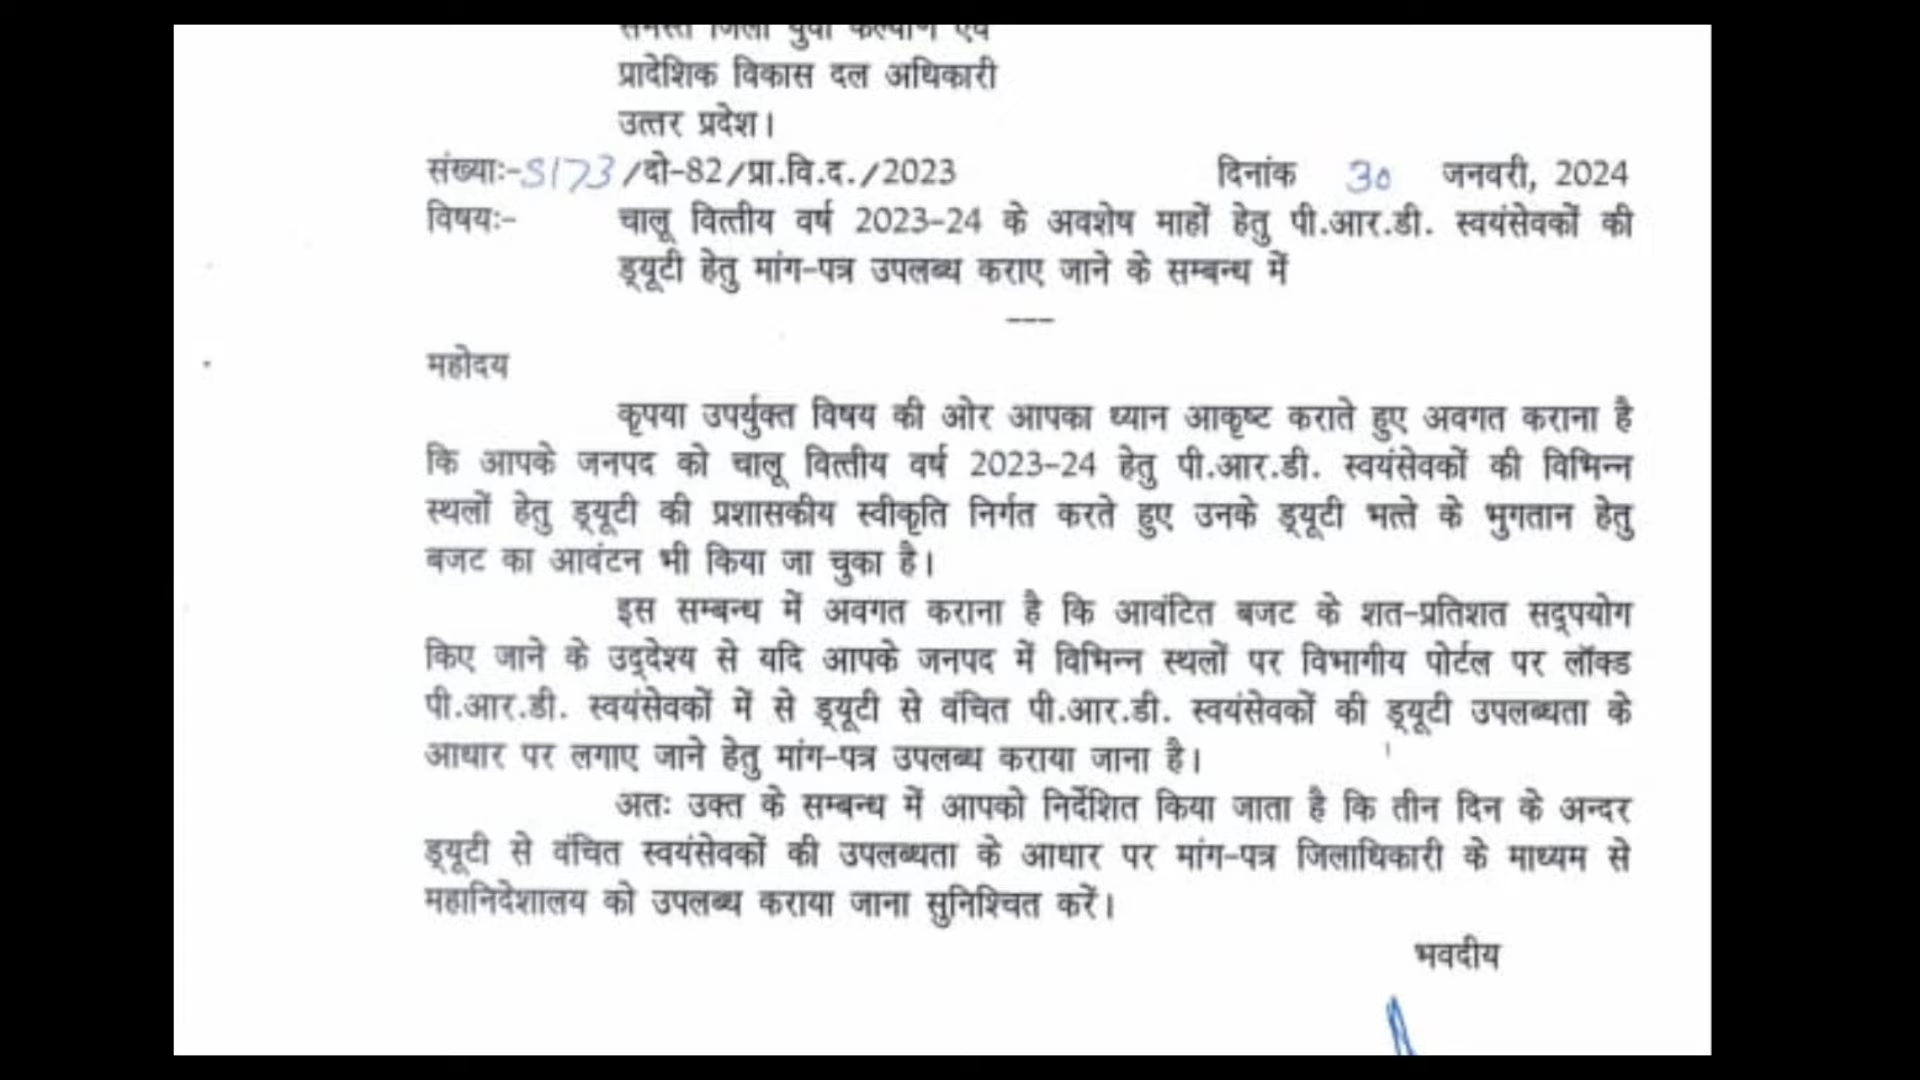 समस्त जिला युवा कल्याण एवं
प्रादेशिक विकास दल अधिकारी
उत्तर प्रदेश।
संख्याः-5173/दो-82/प्रा.वि.द./2023 दिनांक 30 जनवरी, 2024
विषयः- चालू वित्तीय वर्ष 2023-24 के अवशेष माहों हेतु पी.आर.डी. स्वयंसेवकों की
ड्यूटी हेतु मांग-पत्र उपलब्ध कराए जाने के सम्बन्ध में
---
महोदय
कृपया उपर्युक्त विषय की ओर आपका ध्यान आकृष्ट कराते हुए अवगत कराना है
कि आपके जनपद को चालू वित्तीय वर्ष 2023-24 हेतु पी.आर.डी. स्वयंसेवकों की विभिन्न
स्थलों हेतु ड्यूटी की प्रशासकीय स्वीकृति निर्गत करते हुए उनके ड्यूटी भत्ते के भुगतान हेतु
बजट का आवंटन भी किया जा चुका है।
इस सम्बन्ध में अवगत कराना है कि आवंटित बजट के शत-प्रतिशत सद्पयोग
किए जाने के उद्देश्य से यदि आपके जनपद में विभिन्न स्थलों पर विभागीय पोर्टल पर लॉक्ड
पी.आर.डी. स्वयंसेवकों में से ड्यूटी से वंचित पी.आर.डी. स्वयंसेवकों की ड्यूटी उपलब्धता के
आधार पर लगाए जाने हेतु मांग-पत्र उपलब्ध कराया जाना है।
अतः उक्त के सम्बन्ध में आपको निर्देशित किया जाता है कि तीन दिन के अन्दर
ड्यूटी से वंचित स्वयंसेवकों की उपलब्धता के आधार पर मांग-पत्र जिलाधिकारी के माध्यम से
महानिदेशालय को उपलब्ध कराया जाना सुनिश्चित करें।
भवदीय